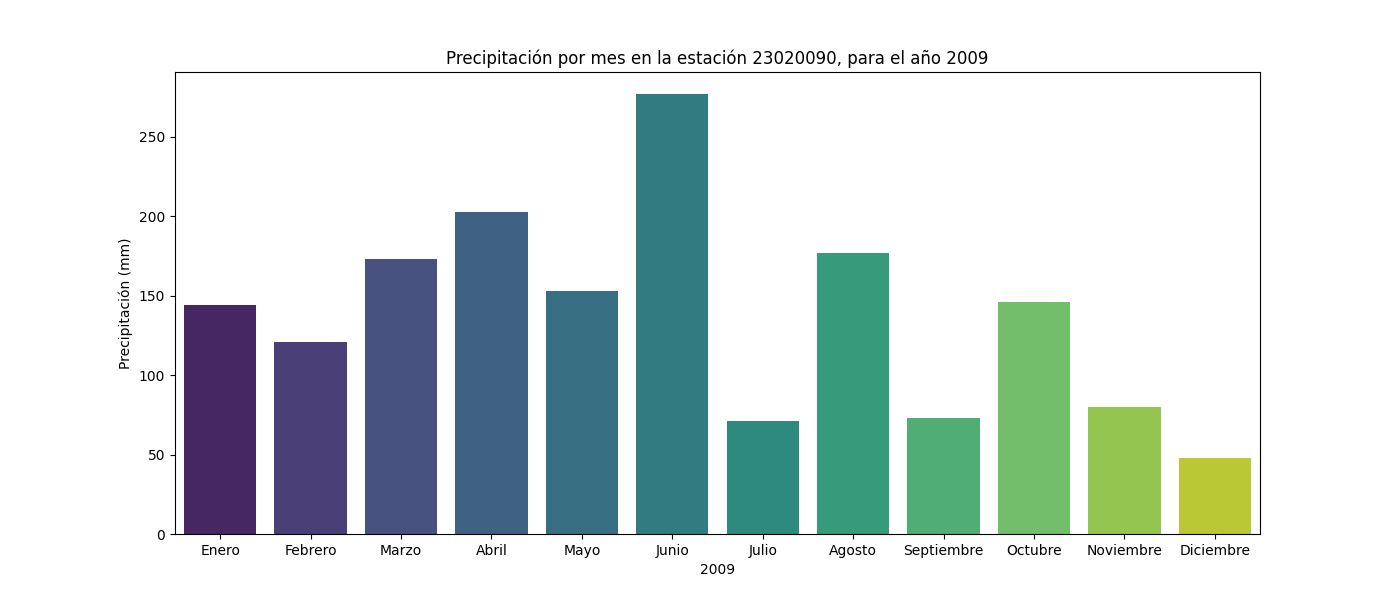 Precipitación por mes en la estación 23020090, para el año 2009
Precipitación (mm)
250
200
150
100
50
0
Enero Febrero Marzo Abril Mayo Junio Julio Agosto Septiembre Octubre Noviembre Diciembre
2009